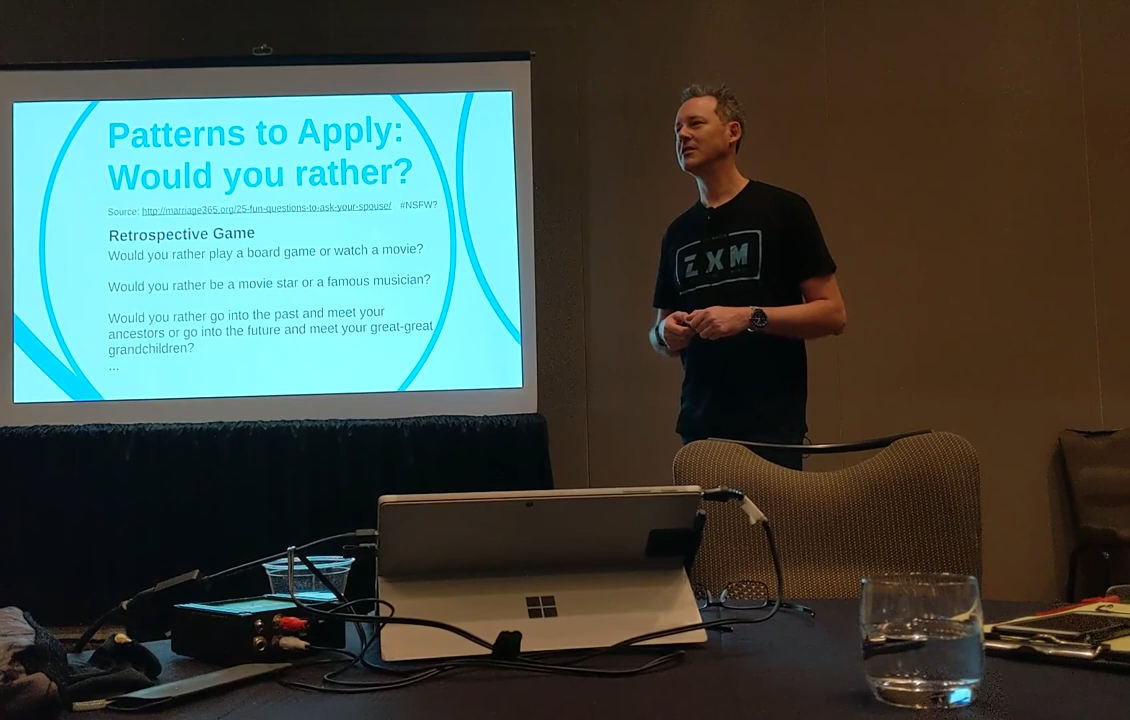 Patterns to Apply:
Would you rather?
Source: http://marriage365.org/25-fun-questions-to-ask-your-spouse/ #NSFW?
Retrospective Game
Would you rather play a board game or watch a movie?
Would you rather be a movie star or a famous musician?
Would you rather go into the past and meet your
ancestors or go into the future and meet your great-great
grandchildren?
...
ZXM